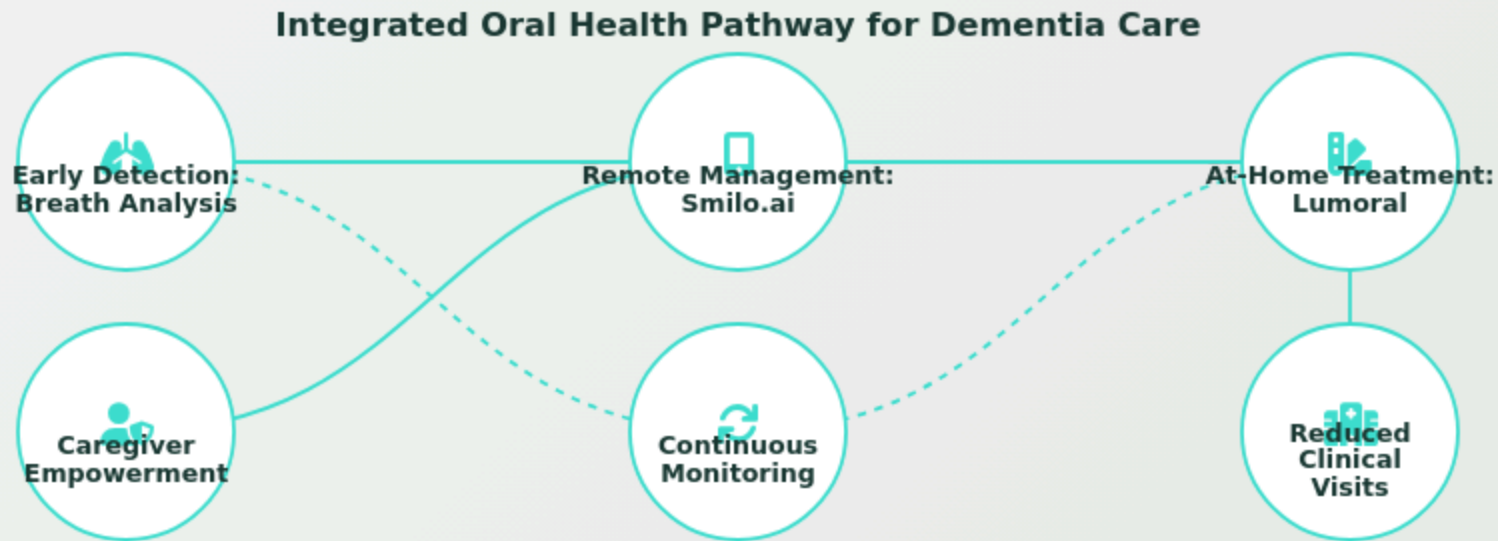 Integrated Oral Health Pathway for Dementia Care
Early Detection:
Breath Analysis
Remote Management:
Smilo.ai
At-Home Treatment:
Lumoral
Caregiver
Empowerment
Continuous
Monitoring
Reduced
Clinical
Visits